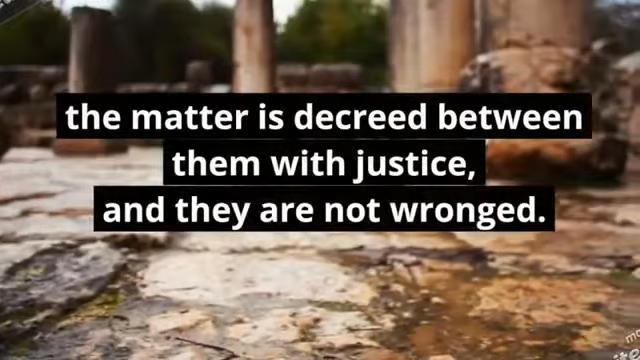 the matter is decreed between
them with justice,
and they are not wronged.